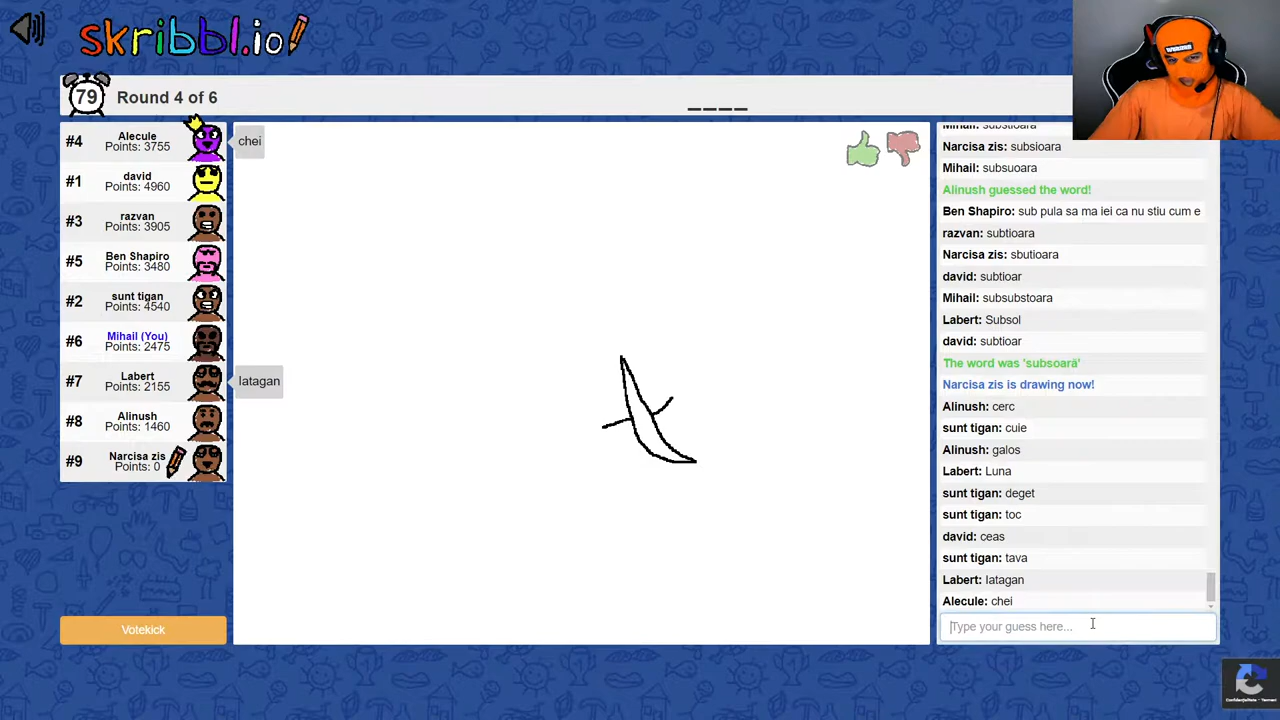 skribbl.io
79
Round 4 of 6
____
#4
Alecule
Points: 3755
chei
#1
david
Points: 4960
#3
razvan
Points: 3905
#5
Ben Shapiro
Points: 3480
#2
sunt tigan
Points: 4540
#6
Mihail (You)
Points: 2475
#7
Labert
Points: 2155
Iatagan
#8
Alinush
Points: 1460
#9
Narcisa zis
Points: 0
Votekick
Mihail: substioara
Narcisa zis: subsioara
Mihail: subsuoara
Alinush guessed the word!
Ben Shapiro: sub pula sa ma iei ca nu stiu cum e
razvan: subtioara
Narcisa zis: sbutioara
david: subtioar
Mihail: subsubstoara
Labert: Subsol
david: subtioar
The word was 'subsoară'
Narcisa zis is drawing now!
Alinush: cerc
sunt tigan: cuie
Alinush: galos
Labert: Luna
sunt tigan: deget
sunt tigan: toc
david: ceas
sunt tigan: tava
Labert: Iatagan
Alecule: chei
Type your guess here...